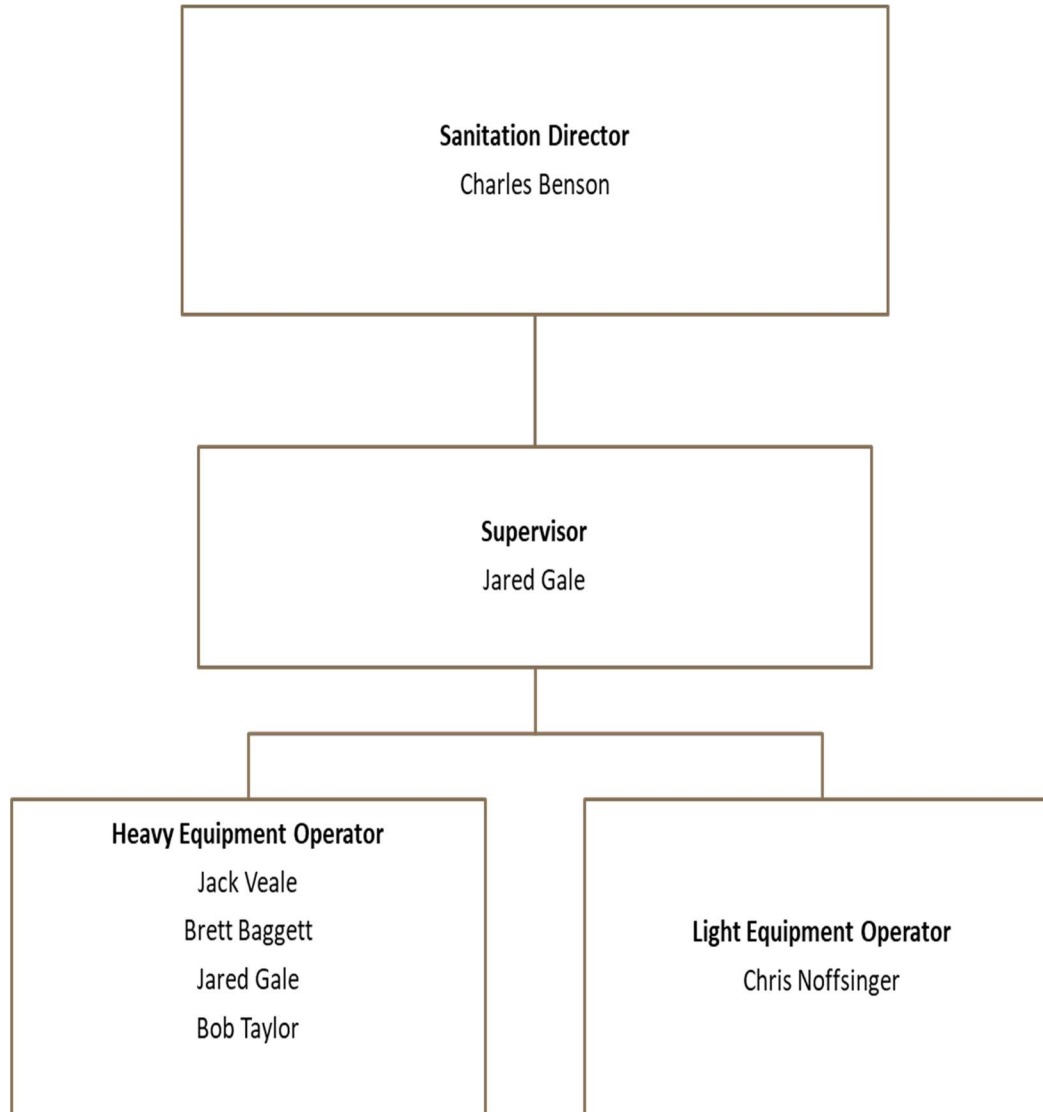 Sanitation Director
Charles Benson
Supervisor
Jared Gale
Heavy Equipment Operator
Jack Veale
Brett Baggett
Jared Gale
Bob Taylor
Light Equipment Operator
Chris Noffsinger